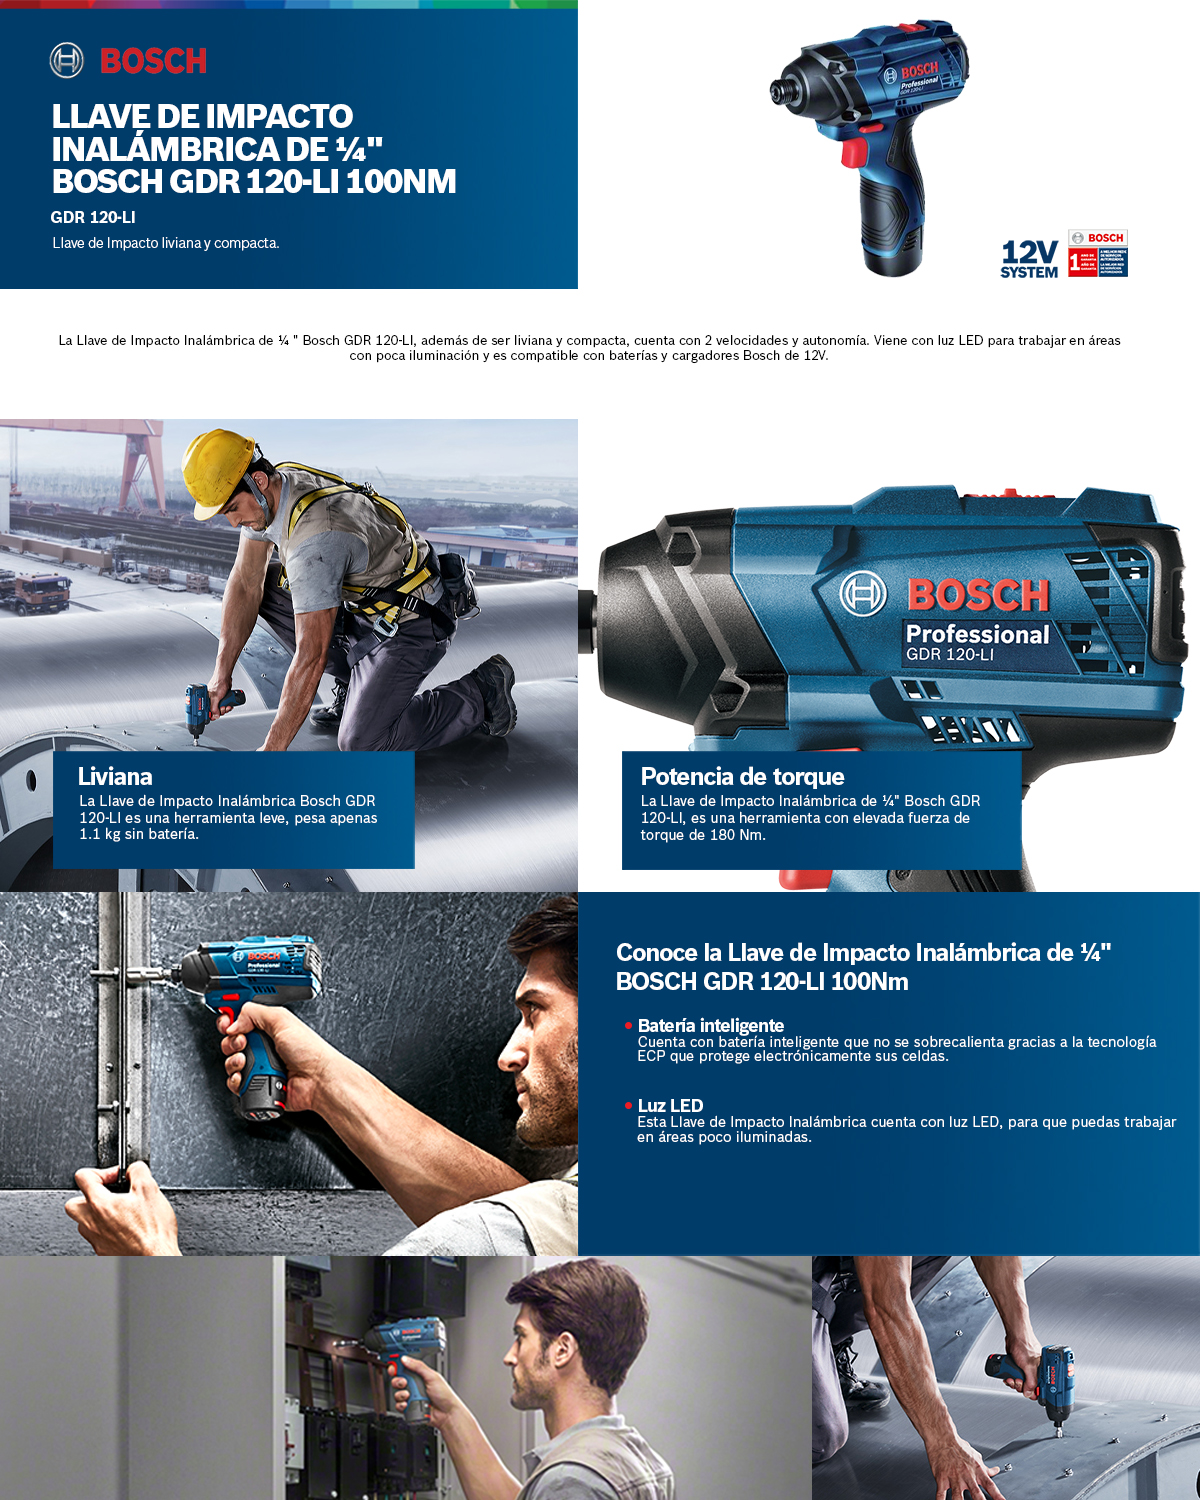 BOSCH
LLAVE DE IMPACTO
INALÁMBRICA DE ¼"
BOSCH GDR 120-LI 100NM
GDR 120-LI
Llave de Impacto liviana y compacta.
BOSCH
Professional
GDR 120-LI
12V
SYSTEM
BOSCH
1
AÑO DE
GARANTÍA
La Llave de Impacto Inalámbrica de ¼ " Bosch GDR 120-LI, además de ser liviana y compacta, cuenta con 2 velocidades y autonomía. Viene con luz LED para trabajar en áreas
con poca iluminación y es compatible con baterías y cargadores Bosch de 12V.
BOSCH
Professional
GDR 120-LI
Liviana
La Llave de Impacto Inalámbrica Bosch GDR
120-LI es una herramienta leve, pesa apenas
1.1 kg sin batería.
Potencia de torque
La Llave de Impacto Inalámbrica de ¼" Bosch GDR
120-LI, es una herramienta con elevada fuerza de
torque de 180 Nm.
BOSCH
Professional
Conoce la Llave de Impacto Inalámbrica de ¼"
BOSCH GDR 120-LI 100Nm
Batería inteligente
Cuenta con batería inteligente que no se sobrecalienta gracias a la tecnología
ECP que protege electrónicamente sus celdas.
Luz LED
Esta Llave de Impacto Inalámbrica cuenta con luz LED, para que puedas trabajar
en áreas poco iluminadas.
BOSCH
BOSCH